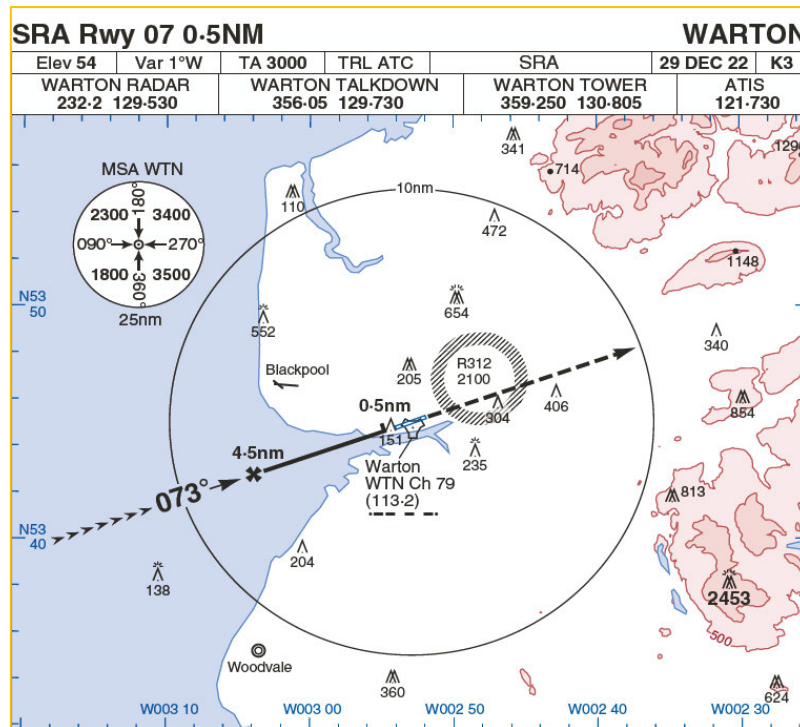 SRA Rwy 07 0·5NM WARTON
Elev 54 Var 1°W TA 3000 TRL ATC SRA 29 DEC 22 K3
WARTON RADAR WARTON TALKDOWN WARTON TOWER ATIS
232·2 129·530 356·05 129·730 359·250 130·805 121·730
341
129
MSA WTN
714
10nm
180°
110
2300 3400
472
090° 270°
1148
1800 3500
360°
N53
50
654
25nm
552
340
R312
2100
Blackpool
205
0·5nm
304
406
854
151
4·5nm
235
Warton
WTN Ch 79
(113·2)
073°
813
N53
40
204
138
2453
500
Woodvale
360
624
W003 10 W003 00 W002 50 W002 40 W002 30